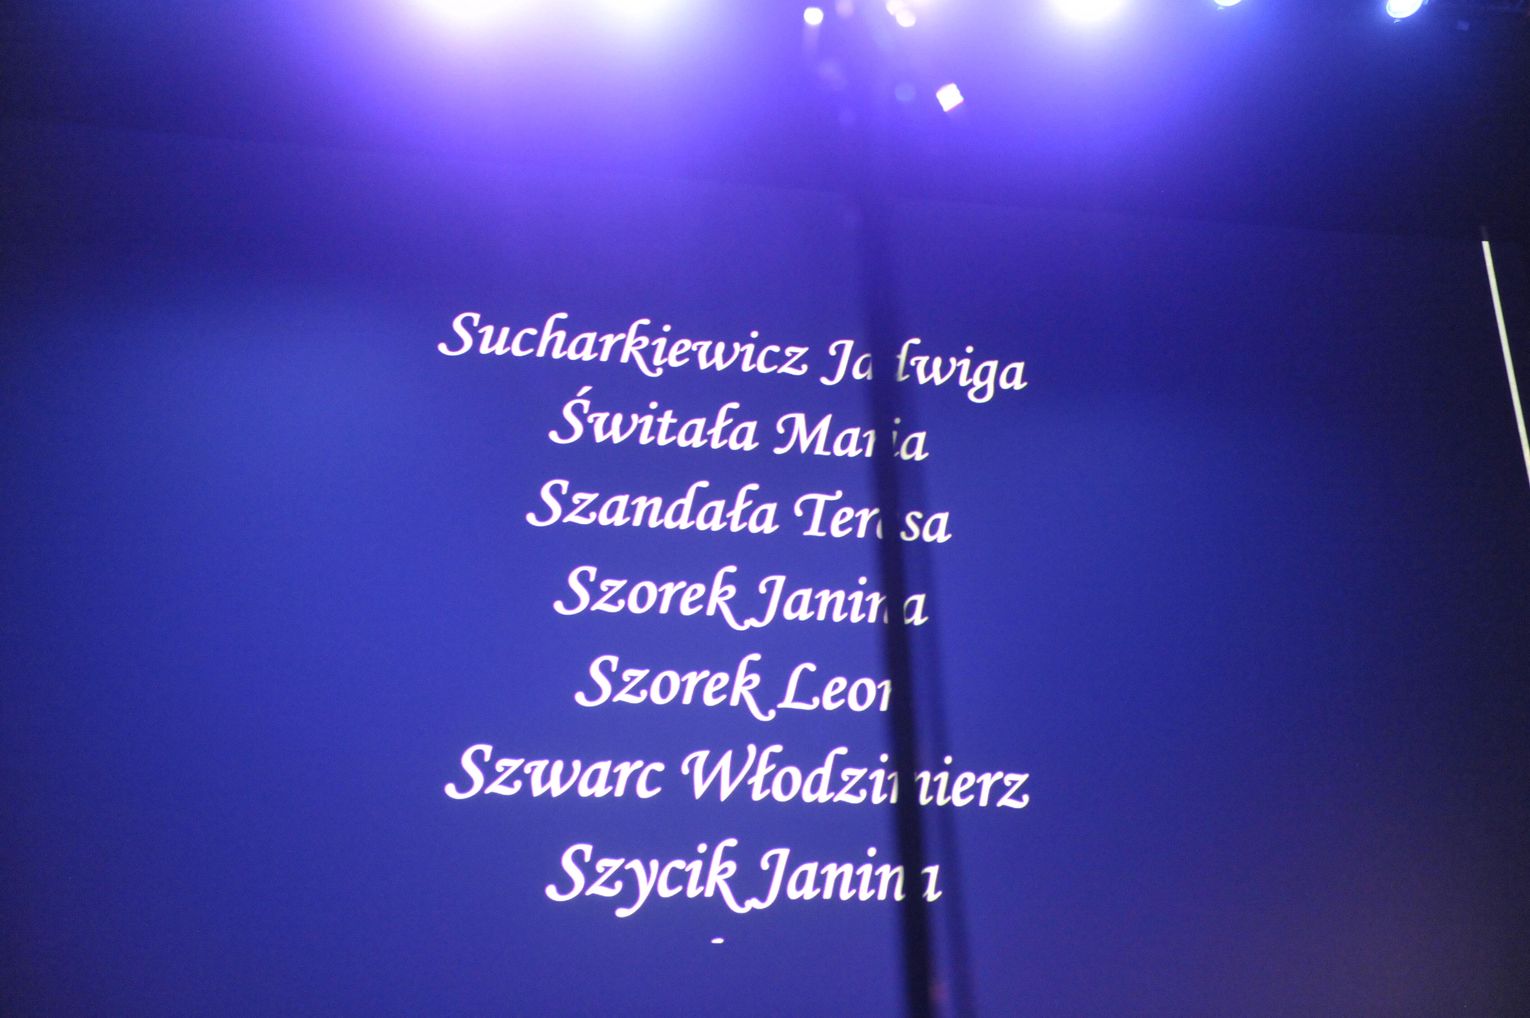 Sucharkiewicz Jadwiga
Świtała Maria
Szandała Teresa
Szorek Janina
Szorek Leon
Szwarc Włodzimierz
Szycik Janina